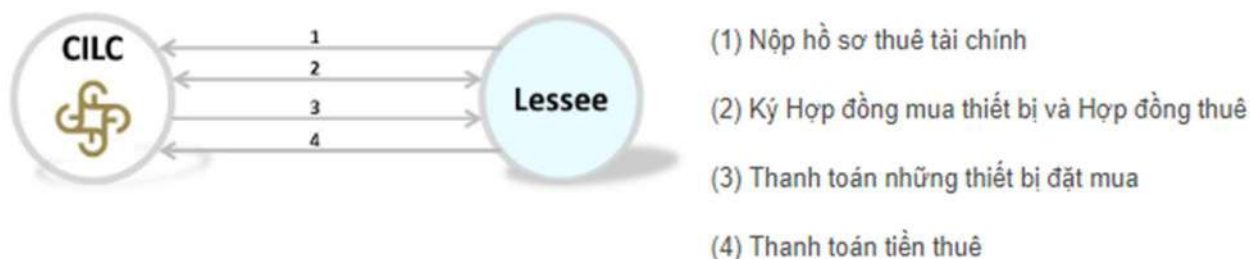 CILC
Lessee
1
2
3
4
(1) Nộp hồ sơ thuê tài chính
(2) Ký Hợp đồng mua thiết bị và Hợp đồng thuê
(3) Thanh toán những thiết bị đặt mua
(4) Thanh toán tiền thuê